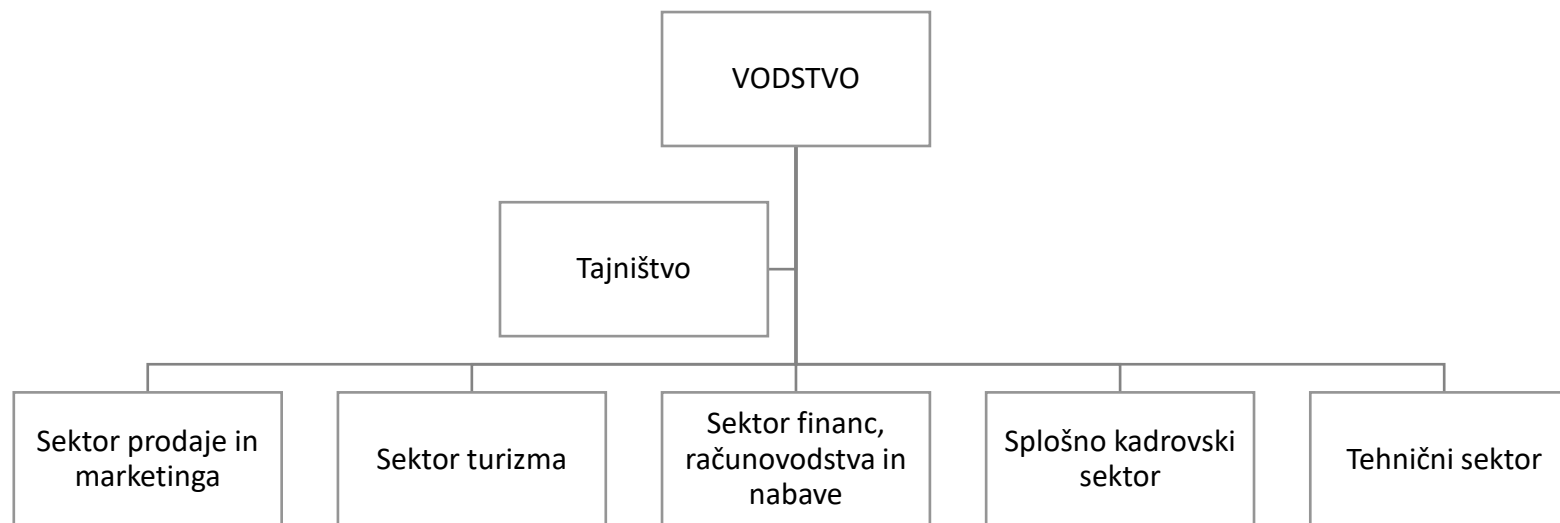 VODSTVO
Tajništvo
Sektor prodaje in
marketinga
Sektor turizma
Sektor financ,
računovodstva in
nabave
Splošno kadrovski
sektor
Tehnični sektor